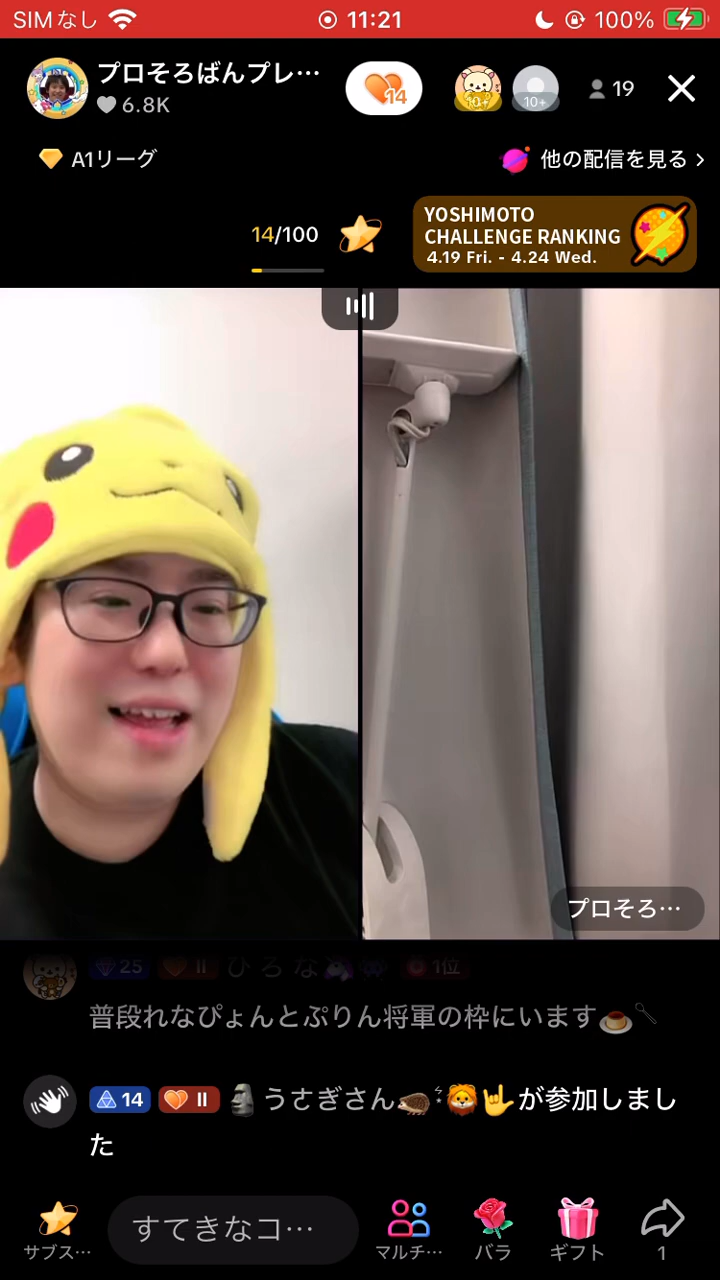 SIMなし 11:21 100%
プロそろばんプレ… 14 10+ 10+ 19
6.8K
A1リーグ 他の配信を見る
14/100 YOSHIMOTO
CHALLENGE RANKING
4.19 Fri. - 4.24 Wed.
プロそろ…
25 II ひろな 1位
普段れなぴょんとぷりん将軍の枠にいます🍮🥄
14 II 🗿うさぎさん🦔⸝🦁🤟が参加しまし
た
すてきなコ…
サブス… マルチ… バラ ギフト 1